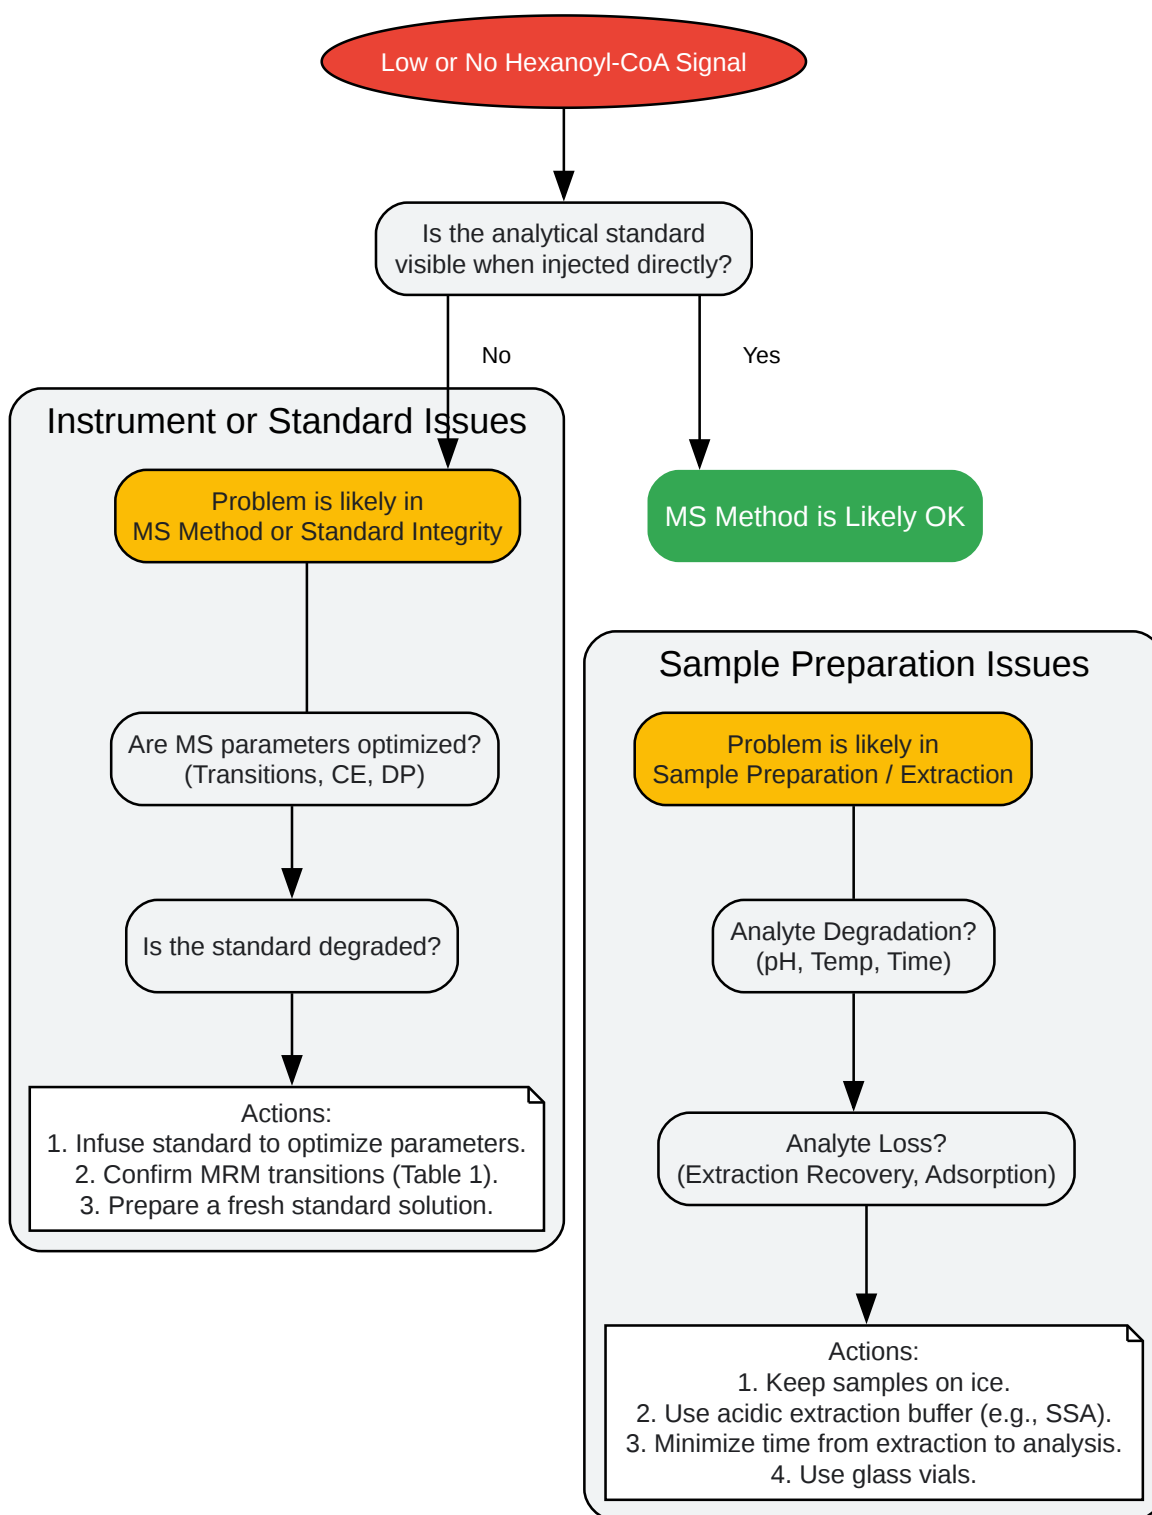 Low or No Hexanoyl-CoA Signal
Is the analytical standard
visible when injected directly?
No
Yes
Instrument or Standard Issues
Problem is likely in
MS Method or Standard Integrity
MS Method is Likely OK
Are MS parameters optimized?
(Transitions, CE, DP)
Is the standard degraded?
Actions:
1. Infuse standard to optimize parameters.
2. Confirm MRM transitions (Table 1).
3. Prepare a fresh standard solution.
Sample Preparation Issues
Problem is likely in
Sample Preparation / Extraction
Analyte Degradation?
(pH, Temp, Time)
Analyte Loss?
(Extraction Recovery, Adsorption)
Actions:
1. Keep samples on ice.
2. Use acidic extraction buffer (e.g., SSA).
3. Minimize time from extraction to analysis.
4. Use glass vials.